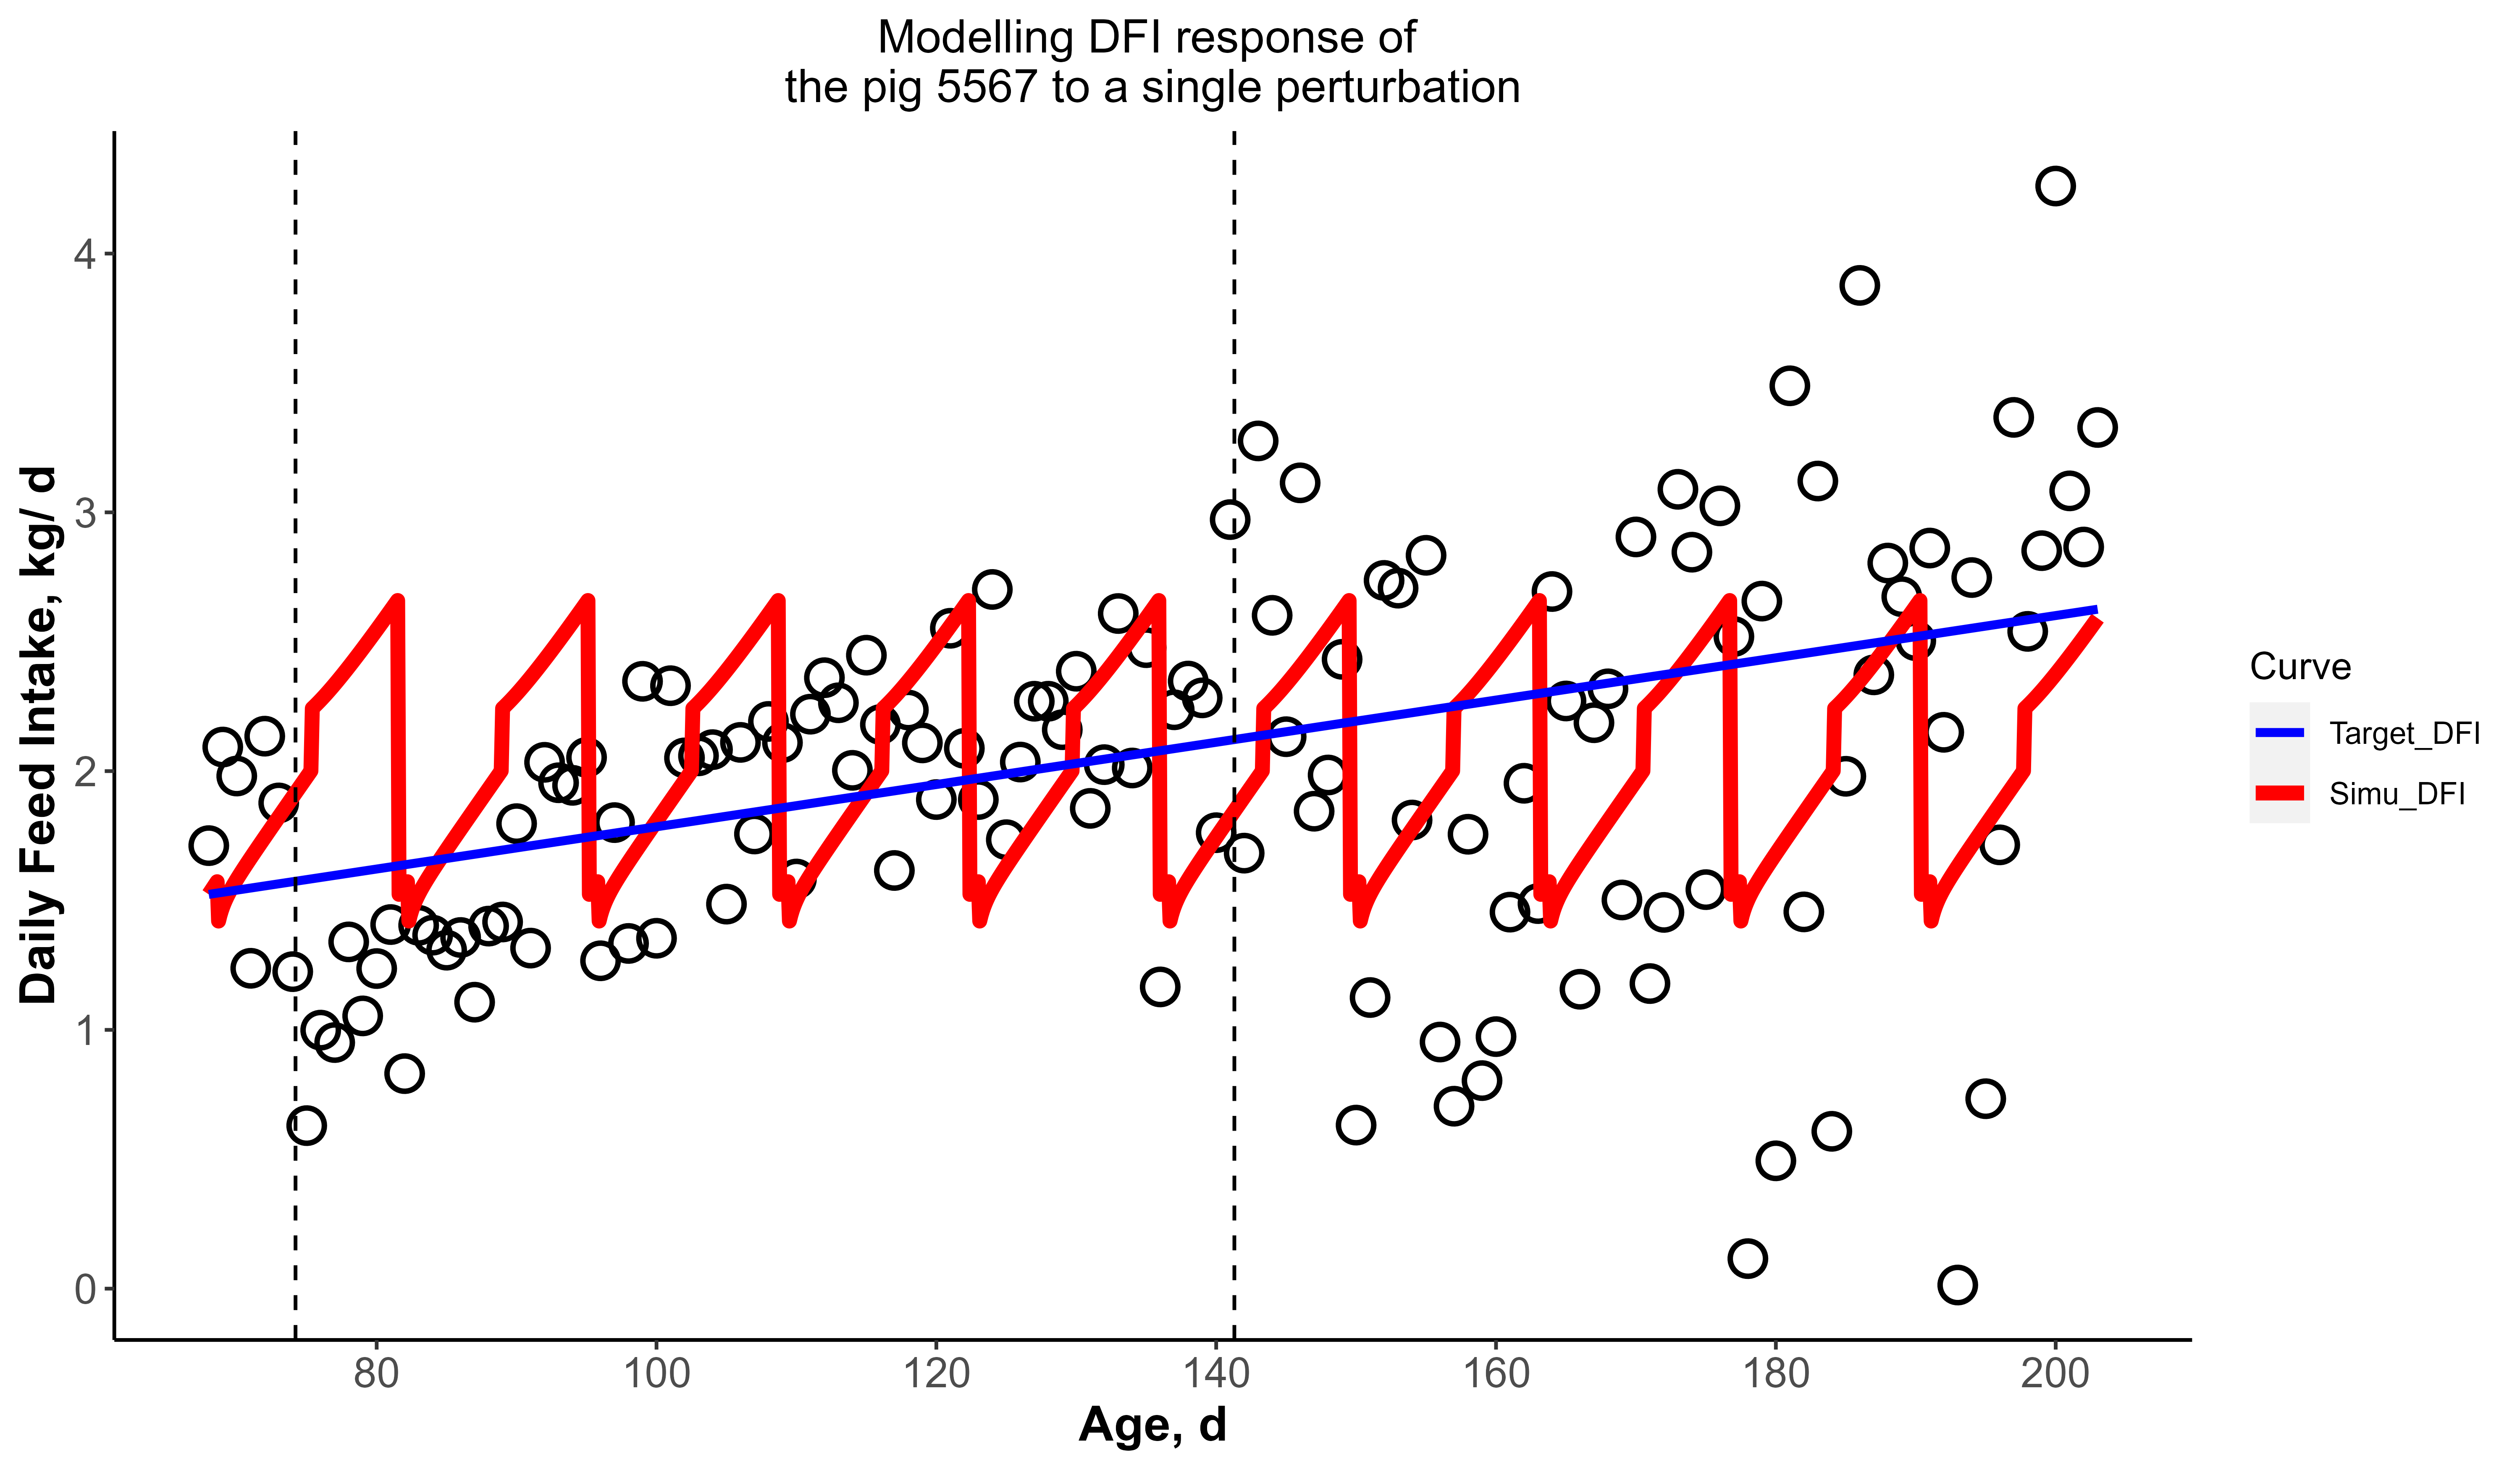 Modelling DFI response of
the pig 5567 to a single perturbation
Daily Feed Intake, kg/ d
4
3
2
1
0
80 100 120 140 160 180 200
Age, d
Curve
Target_DFI
Simu_DFI